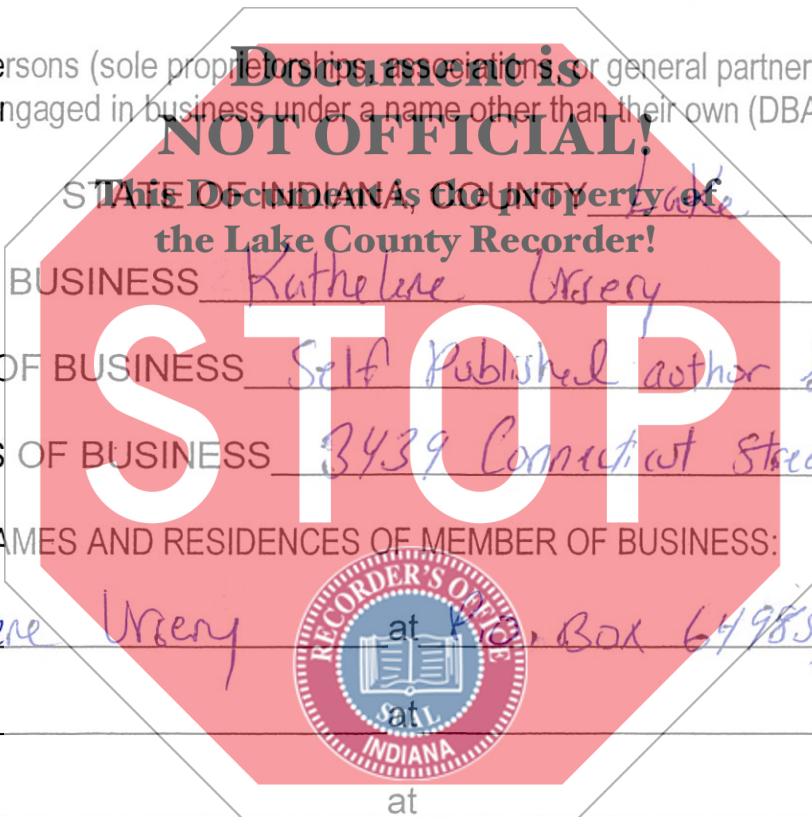 Document is
ersons (sole proprietorships, associations, or general partner
ngaged in business under a name other than their own (DBA
NOT OFFICIAL!
STATE OF INDIANA, COUNTY Lake
This Document is the property of
the Lake County Recorder!
BUSINESS Kathelene Ursery
STOP
OF BUSINESS Self Published author
S OF BUSINESS 3439 Connecticut Stree
AMES AND RESIDENCES OF MEMBER OF BUSINESS:
ene Ursery at P.O. Box 64985
RECORDER'S OFFICE
at
SEAL
INDIANA
at